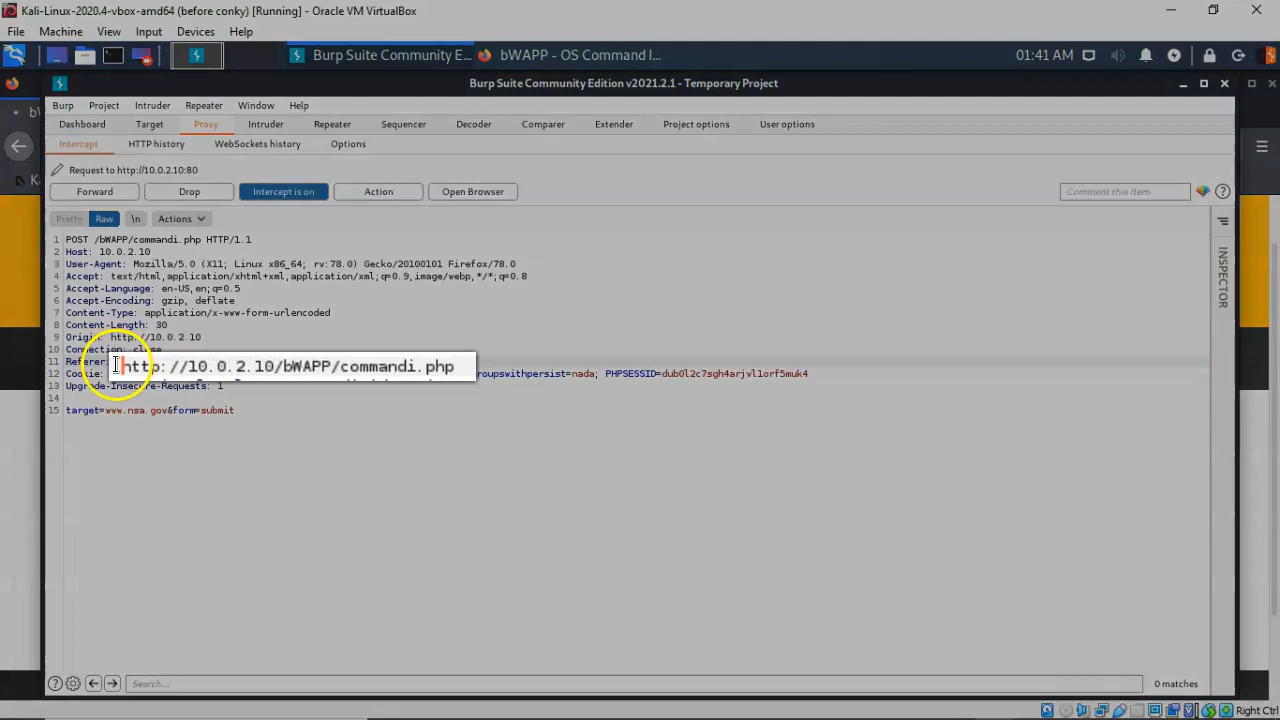 Kali-Linux-2020.4-vbox-amd64 (before conky) [Running] - Oracle VM VirtualBox
File Machine View Input Devices Help
Burp Suite Community E... bWAPP - OS Command I... 01:41 AM
Burp Suite Community Edition v2021.2.1 - Temporary Project
Burp Project Intruder Repeater Window Help
Dashboard Target Proxy Intruder Repeater Sequencer Decoder Comparer Extender Project options User options
Intercept HTTP history WebSockets history Options
Request to http://10.0.2.10:80
Forward Drop Intercept is on Action Open Browser Comment this item
Pretty Raw \n Actions
INSPECTOR
1 POST /bWAPP/commandi.php HTTP/1.1
2 Host: 10.0.2.10
3 User-Agent: Mozilla/5.0 (X11; Linux x86_64; rv:78.0) Gecko/20100101 Firefox/78.0
4 Accept: text/html,application/xhtml+xml,application/xml;q=0.9,image/webp,*/*;q=0.8
5 Accept-Language: en-US,en;q=0.5
6 Accept-Encoding: gzip, deflate
7 Content-Type: application/x-www-form-urlencoded
8 Content-Length: 30
9 Origin: http://10.0.2.10
10 Connection: close
11 Referer: http://10.0.2.10/bWAPP/commandi.php
12 Cookie: groupswithpersist=nada; PHPSESSID=dub0l2c7sgh4arjvl1orf5muk4
13 Upgrade-Insecure-Requests: 1
14
15 target=www.nsa.gov&form=submit
Search... 0 matches
Right Ctrl